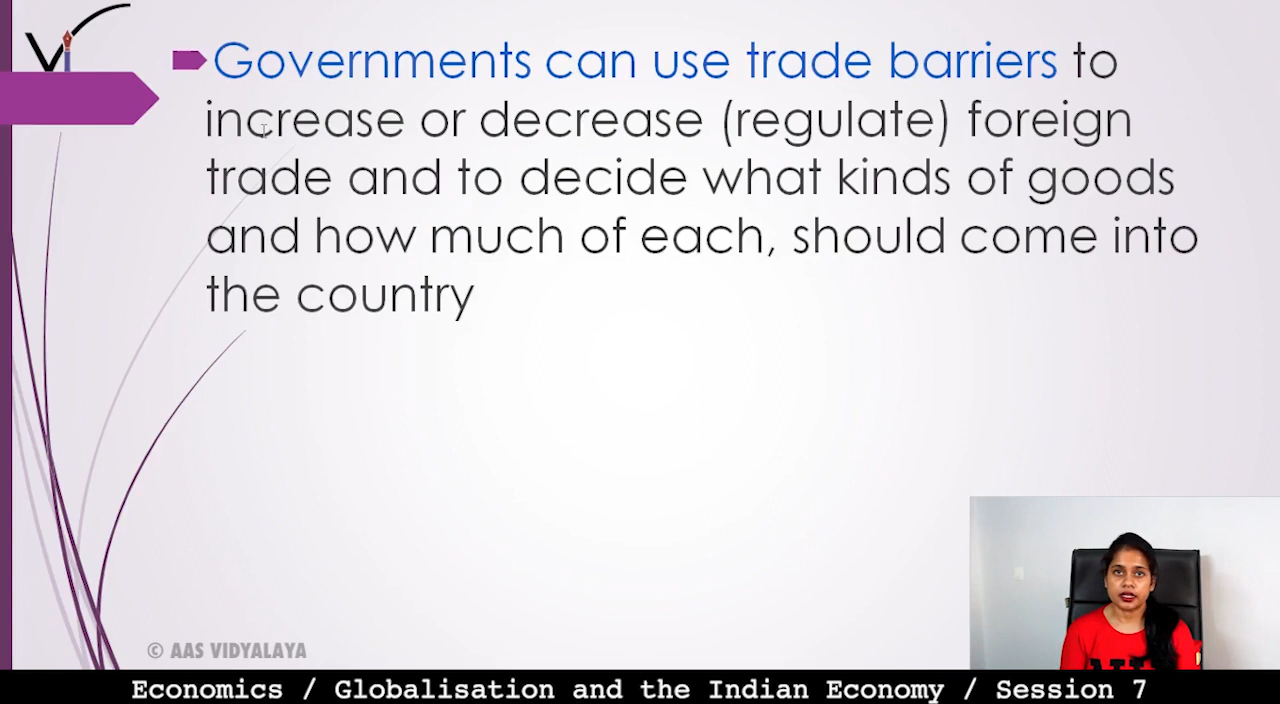 Governments can use trade barriers to
increase or decrease (regulate) foreign
trade and to decide what kinds of goods
and how much of each, should come into
the country
© AAS VIDYALAYA
Economics / Globalisation and the Indian Economy / Session 7